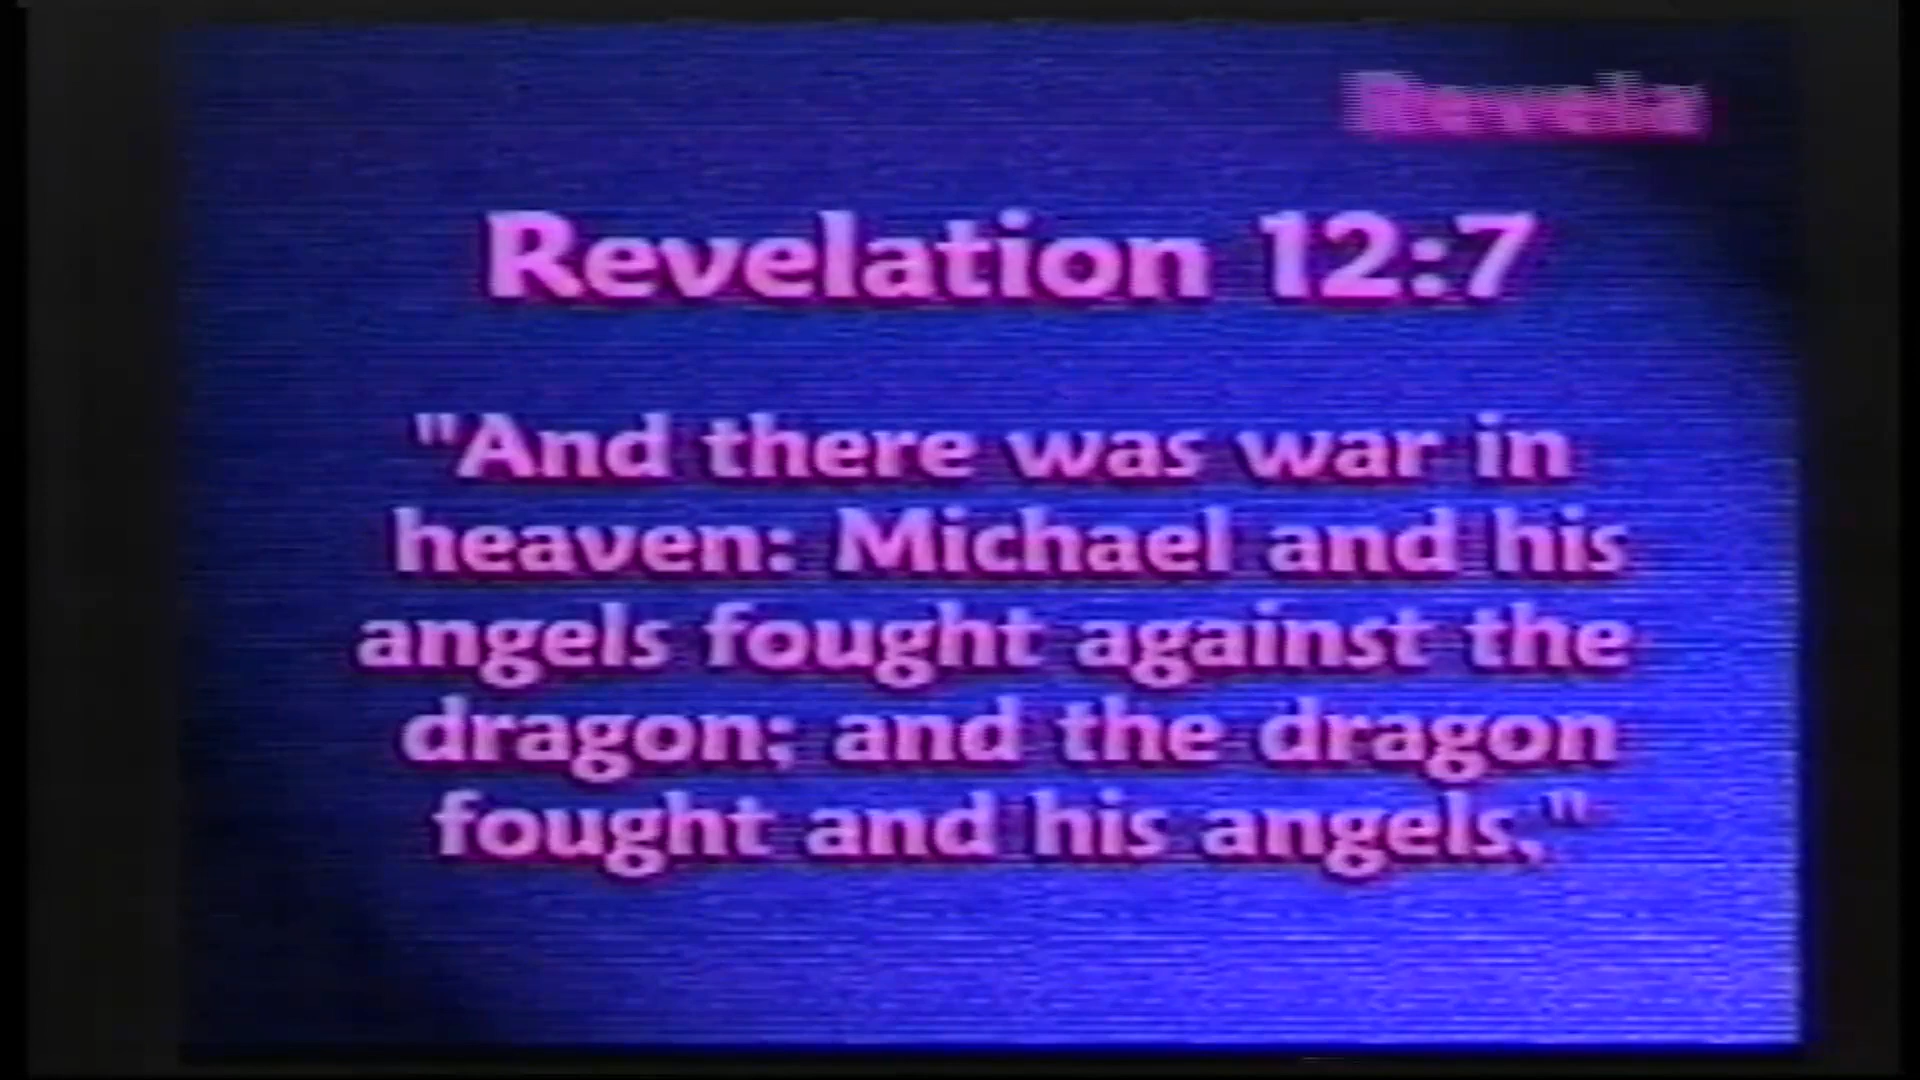 Revela
Revelation 12:7
"And there was war in
heaven: Michael and his
angels fought against the
dragon; and the dragon
fought and his angels,"